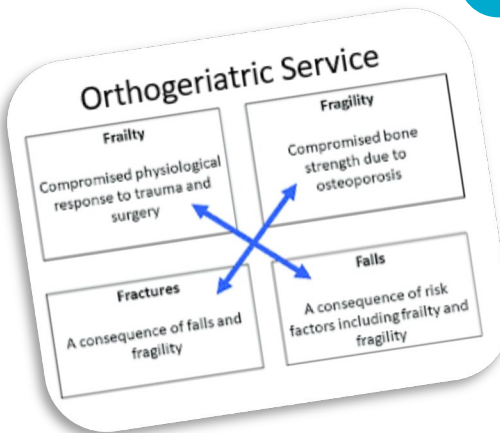 Orthogeriatric Service
Frailty
Compromised physiological
response to trauma and
surgery
Fragility
Compromised bone
strength due to
osteoporosis
Fractures
A consequence of falls and
fragility
Falls
A consequence of risk
factors including frailty and
fragility